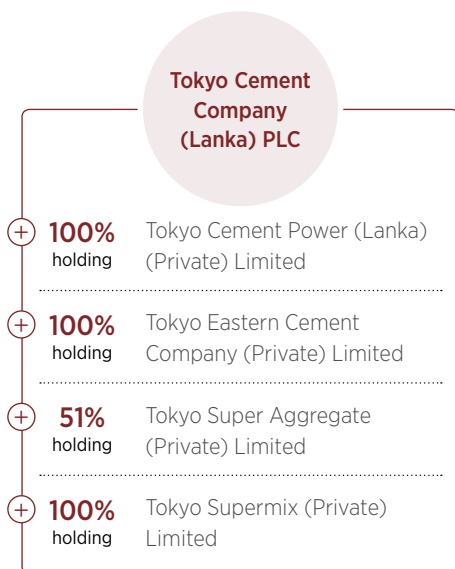 Tokyo Cement
Company
(Lanka) PLC
100%
holding
Tokyo Cement Power (Lanka)
(Private) Limited
100%
holding
Tokyo Eastern Cement
Company (Private) Limited
51%
holding
Tokyo Super Aggregate
(Private) Limited
100%
holding
Tokyo Supermix (Private)
Limited